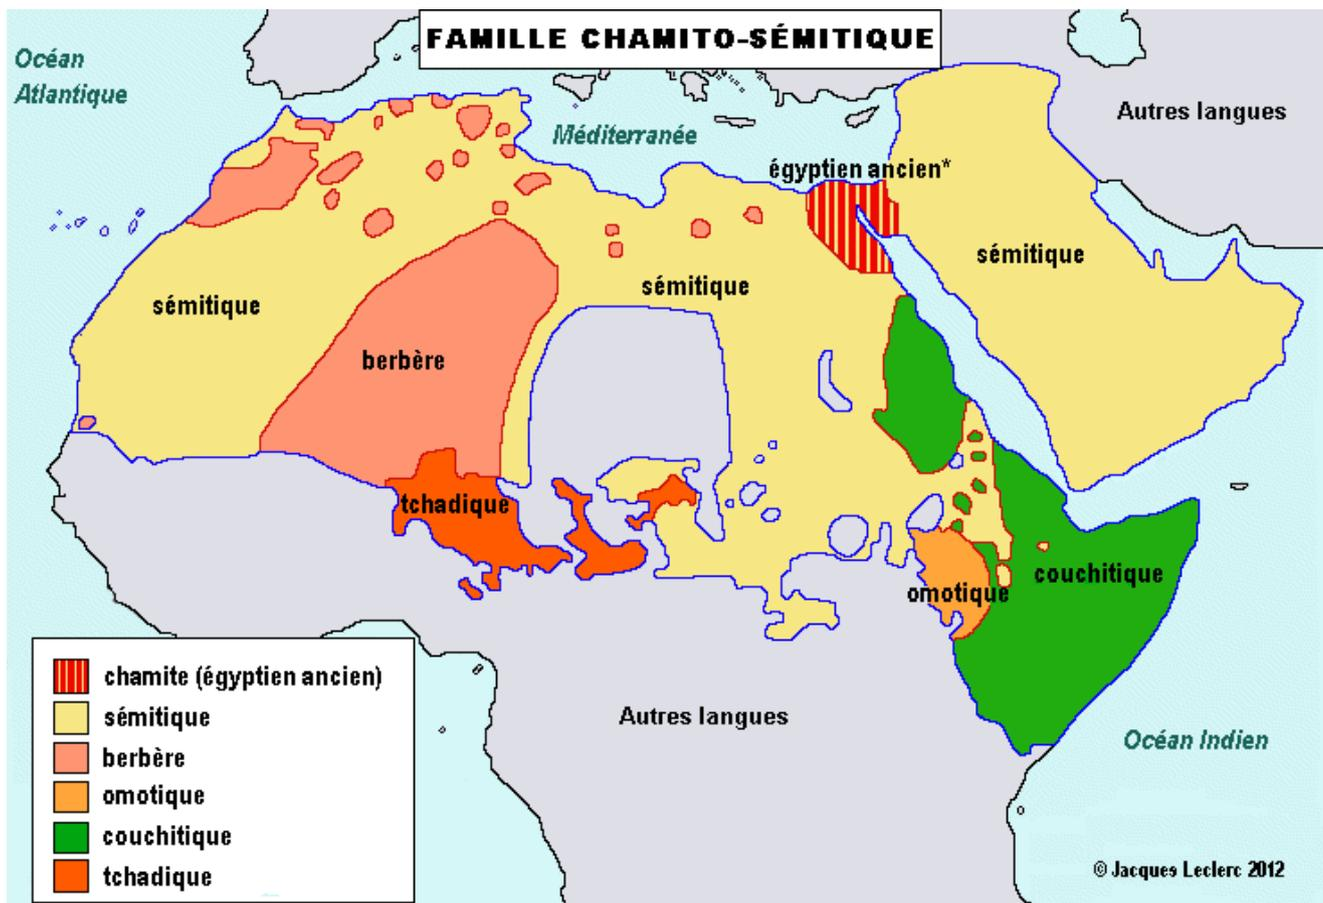 FAMILLE CHAMITO-SÉMITIQUE
Océan
Atlantique
Autres langues
Méditerranée
égyptien ancien*
sémitique
sémitique
sémitique
berbère
tchadique
couchitique
omotique
chamite (égyptien ancien)
sémitique
berbère
omotique
couchitique
tchadique
Autres langues
Océan Indien
© Jacques Leclerc 2012